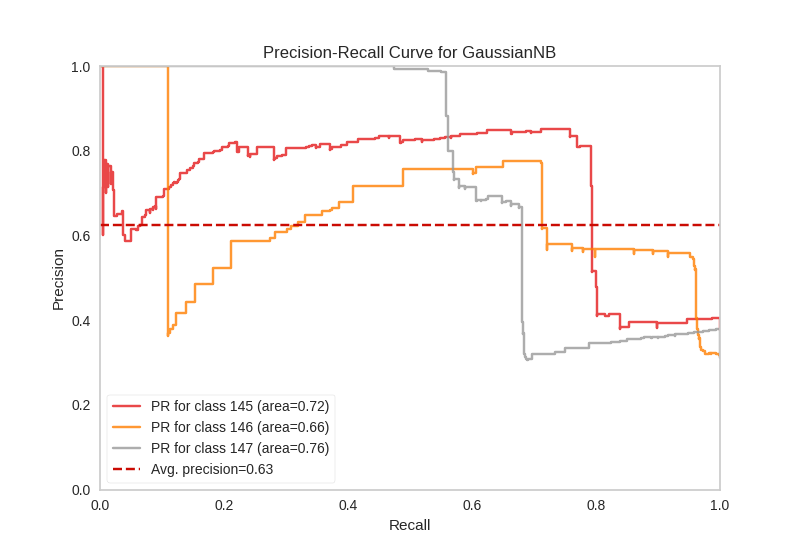 Precision-Recall Curve for GaussianNB
1.0
0.8
0.6
0.4
0.2
0.0
Precision
PR for class 145 (area=0.72)
PR for class 146 (area=0.66)
PR for class 147 (area=0.76)
Avg. precision=0.63
0.0 0.2 0.4 0.6 0.8 1.0
Recall